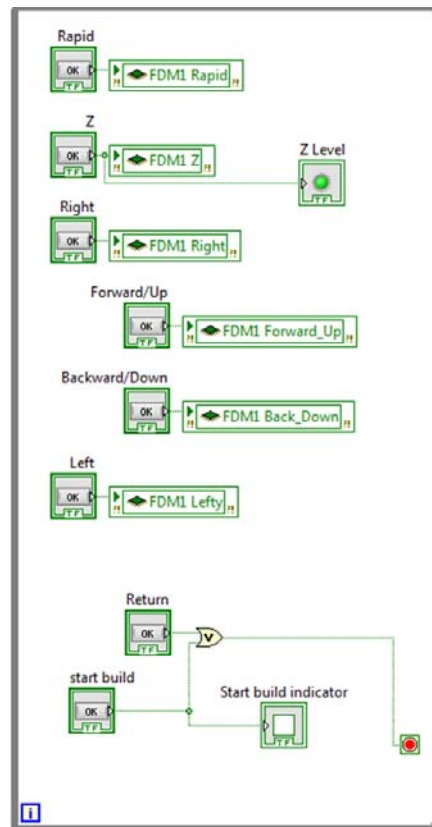 Rapid
OK
TF
FDM1 Rapid
Z
OK
TF
FDM1 Z
Z Level
TF
Right
OK
TF
FDM1 Right
Forward/Up
OK
TF
FDM1 Forward_Up
Backward/Down
OK
TF
FDM1 Back_Down
Left
OK
TF
FDM1 Lefty
Return
OK
TF
V
start build
OK
TF
Start build indicator
TF
i